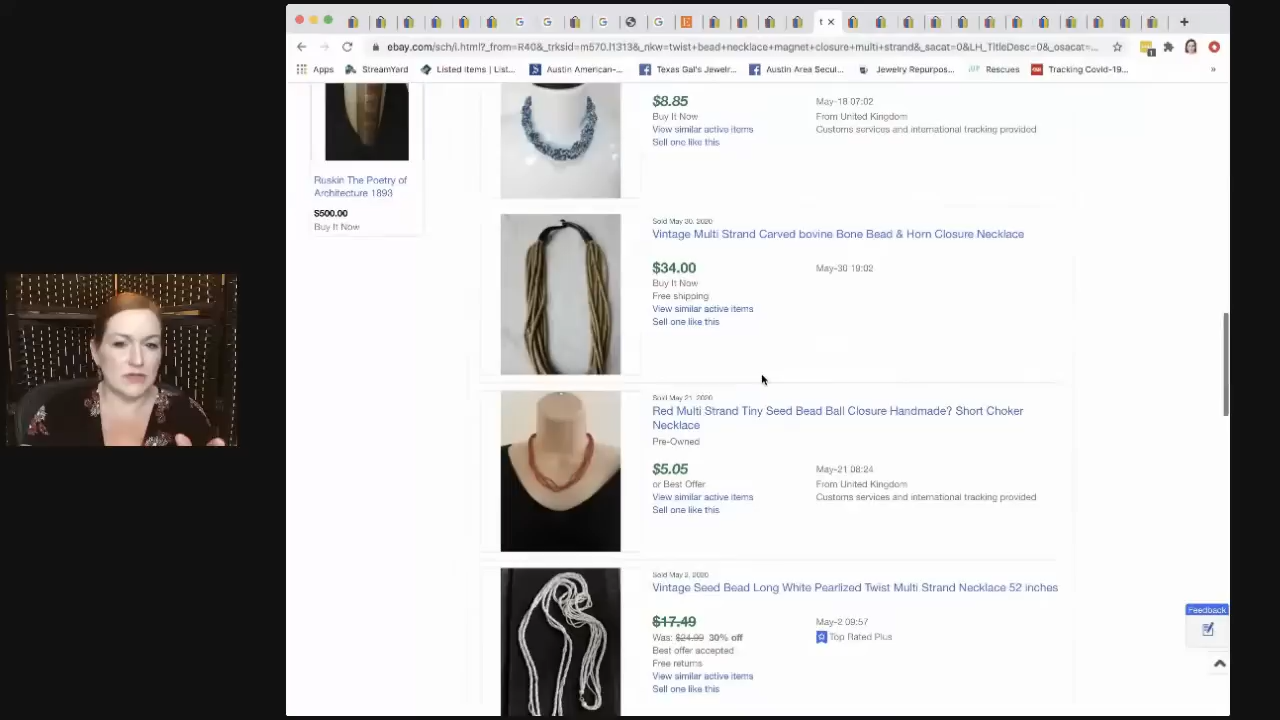 t
ebay.com/sch/i.html?_from=R40&_trksid=m570.l1313&_nkw=twist+bead+necklace+magnet+closure+multi+strand&_sacat=0&LH_TitleDesc=0&_osacat=...
Apps StreamYard Listed Items | List... Austin American-... Texas Gal's Jewelr... Austin Area Secul... Jewelry Repurpos... Rescues Tracking Covid-19... »
Ruskin The Poetry of
Architecture 1893
$500.00
Buy It Now
$8.85 May-18 07:02
Buy It Now From United Kingdom
View similar active items Customs services and international tracking provided
Sell one like this
Sold May 30, 2020
Vintage Multi Strand Carved bovine Bone Bead & Horn Closure Necklace
$34.00 May-30 19:02
Buy It Now
Free shipping
View similar active items
Sell one like this
Sold May 21, 2020
Red Multi Strand Tiny Seed Bead Ball Closure Handmade? Short Choker
Necklace
Pre-Owned
$5.05 May-21 08:24
or Best Offer From United Kingdom
View similar active items Customs services and international tracking provided
Sell one like this
Sold May 2, 2020
Vintage Seed Bead Long White Pearlized Twist Multi Strand Necklace 52 inches
$17.49 May-2 09:57
Was: $24.99 30% off Top Rated Plus
Best offer accepted
Free returns
View similar active items
Sell one like this
Feedback